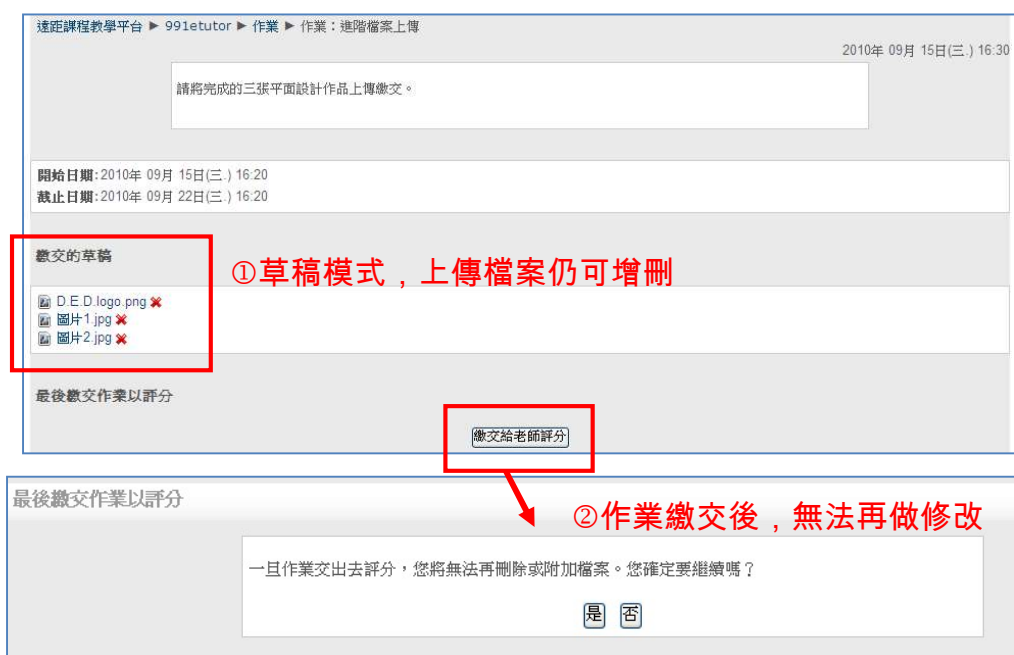 遠距課程教學平台 ► 991etutor ► 作業 ► 作業：進階檔案上傳
2010年 09月 15日(三.) 16:30
請將完成的三張平面設計作品上傳繳交。
開始日期:2010年 09月 15日(三.) 16:20
截止日期:2010年 09月 22日(三.) 16:20
繳交的草稿
①草稿模式，上傳檔案仍可增刪
D.E.D.logo.png
圖片1.jpg
圖片2.jpg
最後繳交作業以評分
繳交給老師評分
最後繳交作業以評分
②作業繳交後，無法再做修改
一旦作業交出去評分，您將無法再刪除或附加檔案。您確定要繼續嗎？
是 否